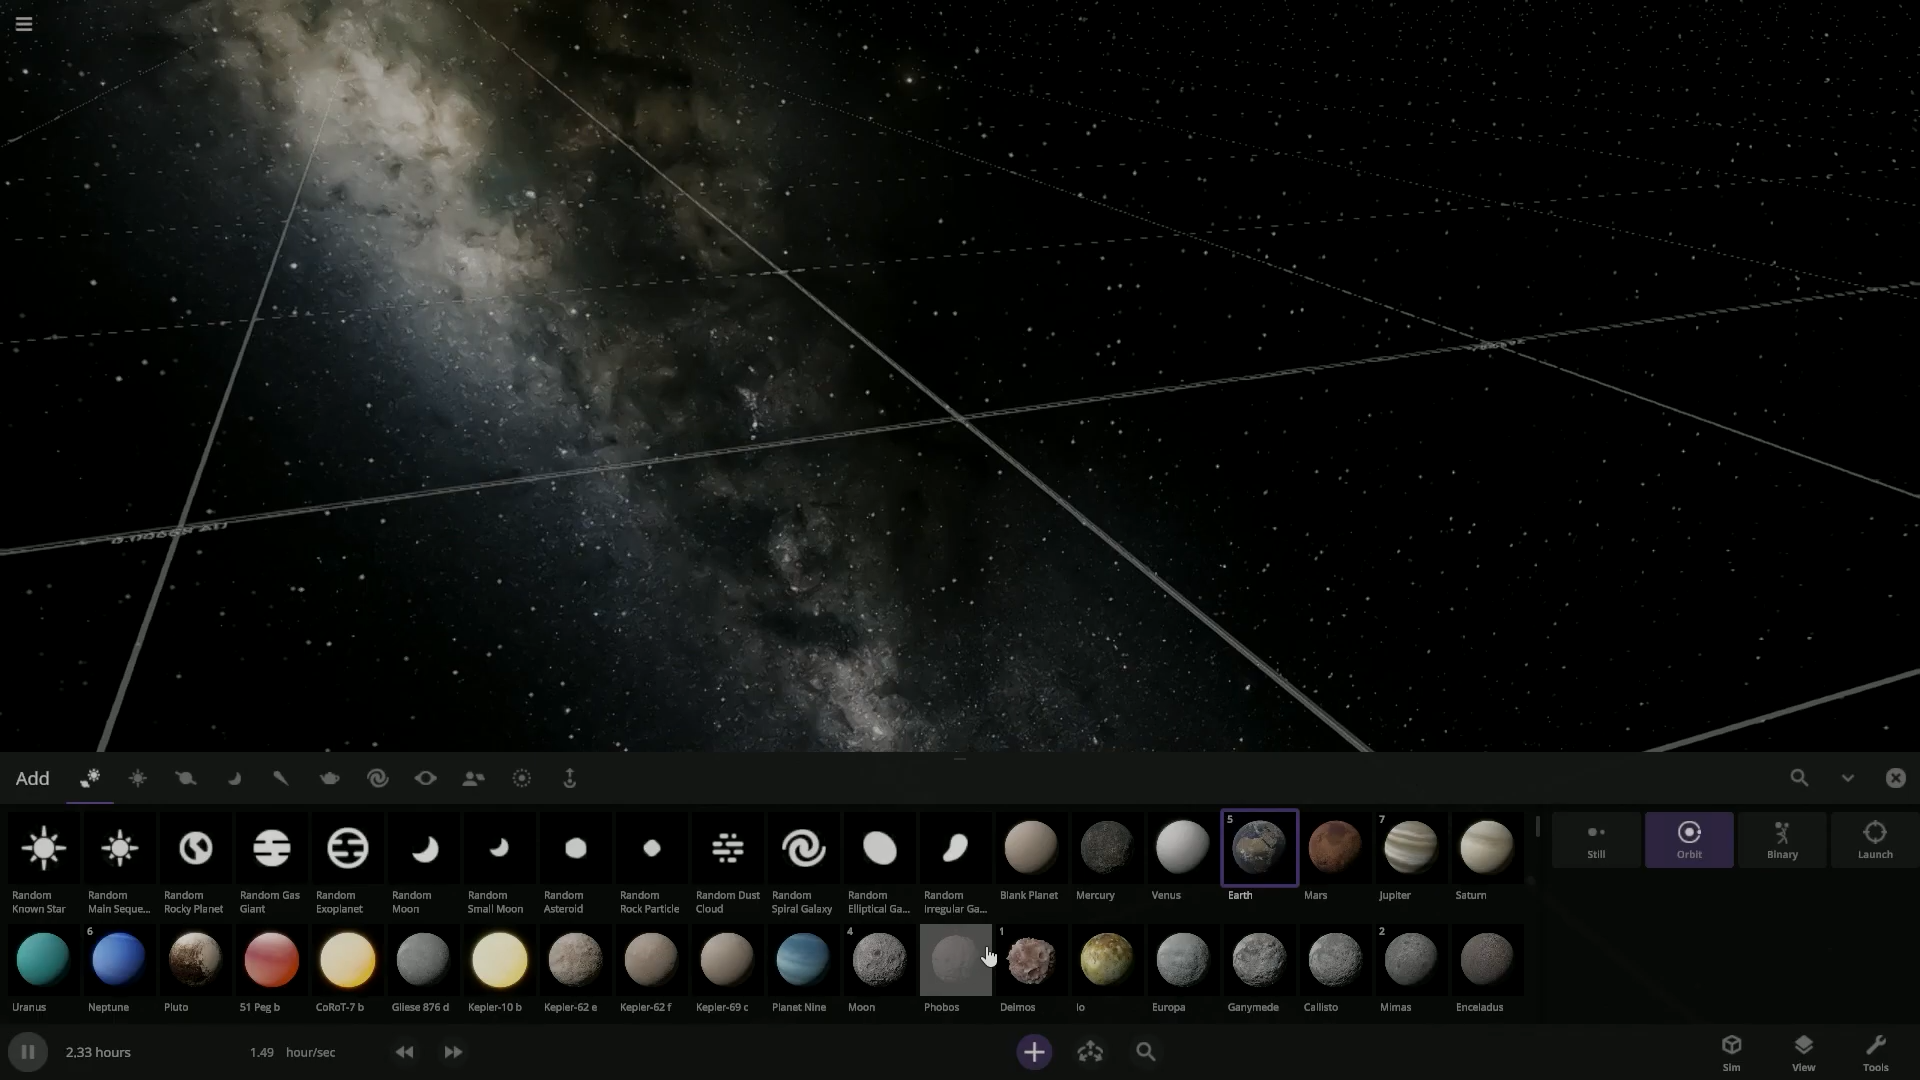 Add
Random Known Star
Random Main Seque...
Random Rocky Planet
Random Gas Giant
Random Exoplanet
Random Moon
Random Small Moon
Random Asteroid
Random Rock Particle
Random Dust Cloud
Random Spiral Galaxy
Random Elliptical Ga...
Random Irregular Ga...
Blank Planet
Mercury
Venus
5
Earth
Mars
7
Jupiter
Saturn
Still
Orbit
Binary
Launch
Uranus
6
Neptune
Pluto
51 Peg b
CoRoT-7 b
Gliese 876 d
Kepler-10 b
Kepler-62 e
Kepler-62 f
Kepler-69 c
Planet Nine
4
Moon
Phobos
1
Deimos
Io
Europa
Ganymede
Callisto
2
Mimas
Enceladus
2.33 hours
1.49 hour/sec
Sim
View
Tools